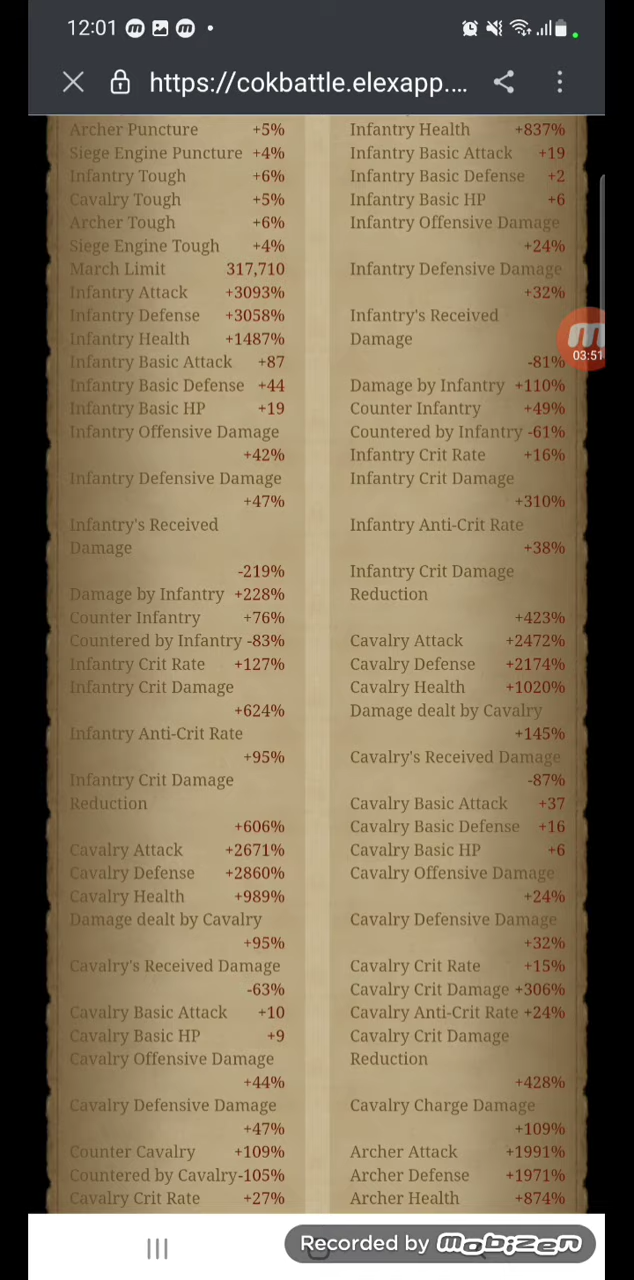 12:01
https://cokbattle.elexapp....
Archer Puncture +5%
Siege Engine Puncture +4%
Infantry Tough +6%
Cavalry Tough +5%
Archer Tough +6%
Siege Engine Tough +4%
March Limit 317,710
Infantry Attack +3093%
Infantry Defense +3058%
Infantry Health +1487%
Infantry Basic Attack +87
Infantry Basic Defense +44
Infantry Basic HP +19
Infantry Offensive Damage
+42%
Infantry Defensive Damage
+47%
Infantry's Received
Damage
-219%
Damage by Infantry +228%
Counter Infantry +76%
Countered by Infantry -83%
Infantry Crit Rate +127%
Infantry Crit Damage
+624%
Infantry Anti-Crit Rate
+95%
Infantry Crit Damage
Reduction
+606%
Cavalry Attack +2671%
Cavalry Defense +2860%
Cavalry Health +989%
Damage dealt by Cavalry
+95%
Cavalry's Received Damage
-63%
Cavalry Basic Attack +10
Cavalry Basic HP +9
Cavalry Offensive Damage
+44%
Cavalry Defensive Damage
+47%
Counter Cavalry +109%
Countered by Cavalry-105%
Cavalry Crit Rate +27%
Infantry Health +837%
Infantry Basic Attack +19
Infantry Basic Defense +2
Infantry Basic HP +6
Infantry Offensive Damage
+24%
Infantry Defensive Damage
+32%
Infantry's Received
Damage
-81%
Damage by Infantry +110%
Counter Infantry +49%
Countered by Infantry -61%
Infantry Crit Rate +16%
Infantry Crit Damage
+310%
Infantry Anti-Crit Rate
+38%
Infantry Crit Damage
Reduction
+423%
Cavalry Attack +2472%
Cavalry Defense +2174%
Cavalry Health +1020%
Damage dealt by Cavalry
+145%
Cavalry's Received Damage
-87%
Cavalry Basic Attack +37
Cavalry Basic Defense +16
Cavalry Basic HP +6
Cavalry Offensive Damage
+24%
Cavalry Defensive Damage
+32%
Cavalry Crit Rate +15%
Cavalry Crit Damage +306%
Cavalry Anti-Crit Rate +24%
Cavalry Crit Damage
Reduction
+428%
Cavalry Charge Damage
+109%
Archer Attack +1991%
Archer Defense +1971%
Archer Health +874%
03:51
Recorded by mobizen